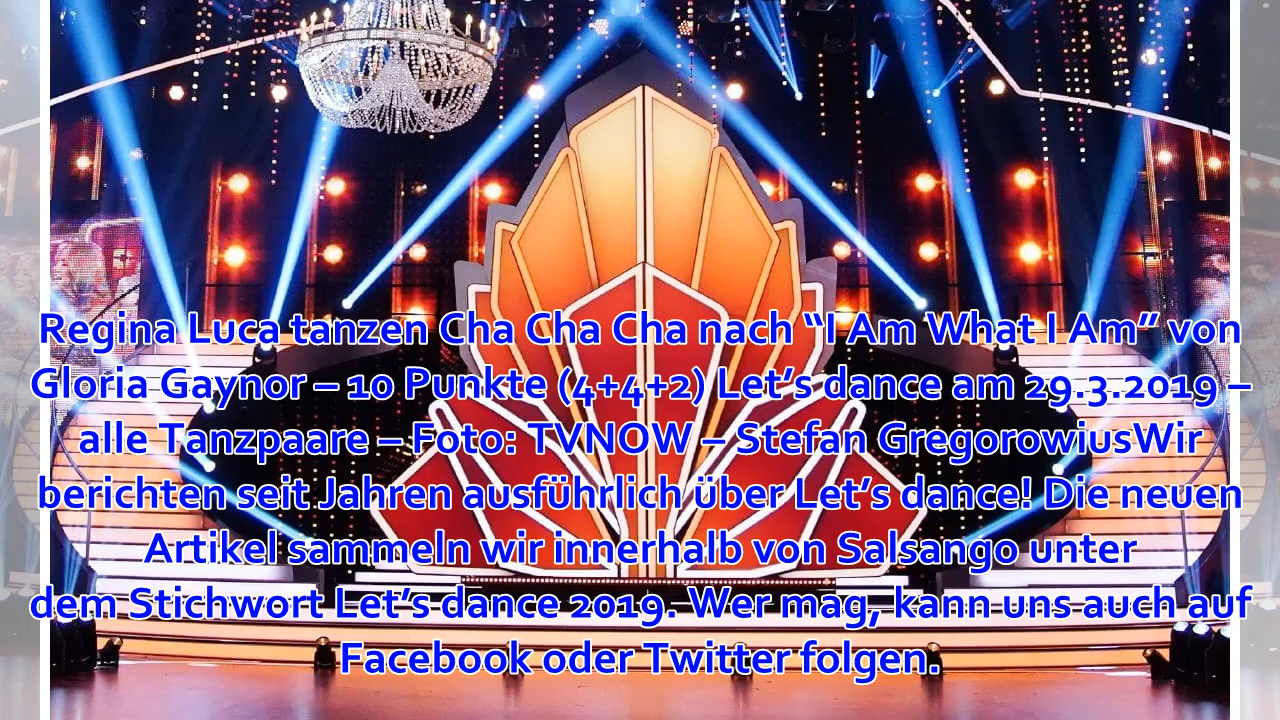 Regina Luca tanzen Cha Cha Cha nach “I Am What I Am” von
Gloria Gaynor – 10 Punkte (4+4+2) Let’s dance am 29.3.2019 –
alle Tanzpaare – Foto: TVNOW – Stefan GregorowiusWir
berichten seit Jahren ausführlich über Let’s dance! Die neuen
Artikel sammeln wir innerhalb von Salsango unter
dem Stichwort Let’s dance 2019. Wer mag, kann uns auch auf
Facebook oder Twitter folgen.